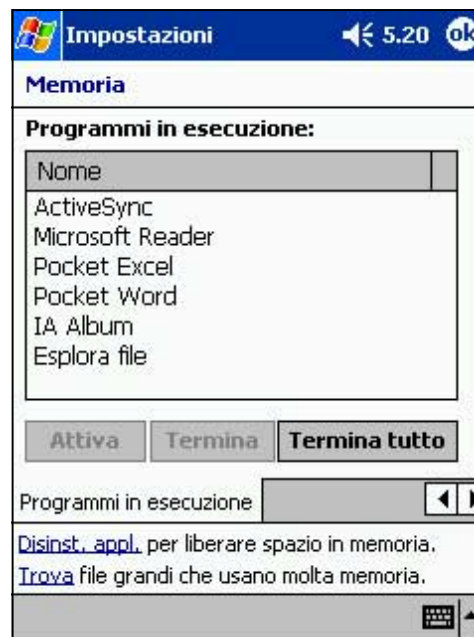 Impostazioni 5.20 ok
Memoria
Programmi in esecuzione:
Nome
ActiveSync
Microsoft Reader
Pocket Excel
Pocket Word
IA Album
Esplora file
Attiva Termina Termina tutto
Programmi in esecuzione
Disinst. appl. per liberare spazio in memoria.
Trova file grandi che usano molta memoria.